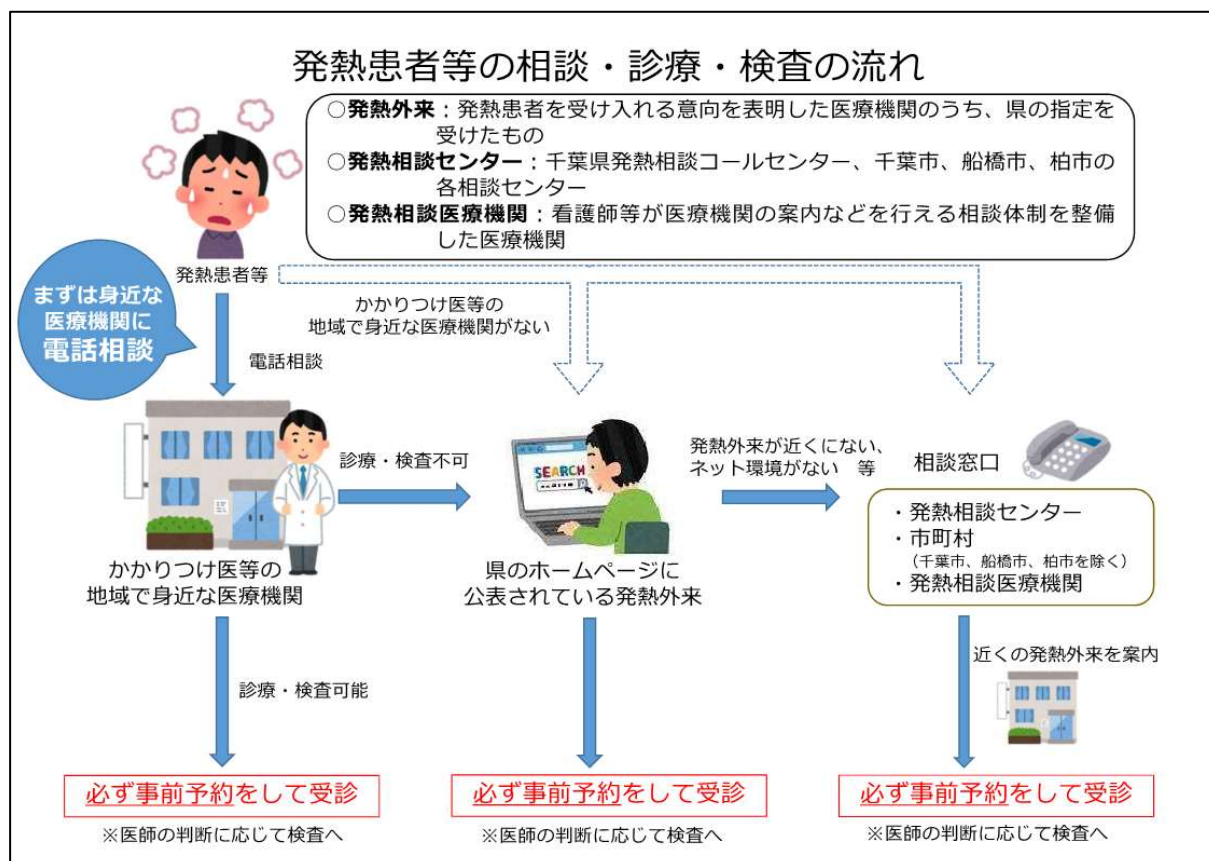 発熱患者等の相談・診療・検査の流れ
○発熱外来：発熱患者を受け入れる意向を表明した医療機関のうち、県の指定を
受けたもの
○発熱相談センター：千葉県発熱相談コールセンター、千葉市、船橋市、柏市の
各相談センター
○発熱相談医療機関：看護師等が医療機関の案内などを行える相談体制を整備
した医療機関
発熱患者等
まずは身近な
医療機関に
電話相談
電話相談
かかりつけ医等の
地域で身近な医療機関がない
診療・検査不可
SEARCH
発熱外来が近くにない、
ネット環境がない　等
相談窓口
・発熱相談センター
・市町村
（千葉市、船橋市、柏市を除く）
・発熱相談医療機関
かかりつけ医等の
地域で身近な医療機関
県のホームページに
公表されている発熱外来
診療・検査可能
近くの発熱外来を案内
必ず事前予約をして受診
※医師の判断に応じて検査へ
必ず事前予約をして受診
※医師の判断に応じて検査へ
必ず事前予約をして受診
※医師の判断に応じて検査へ